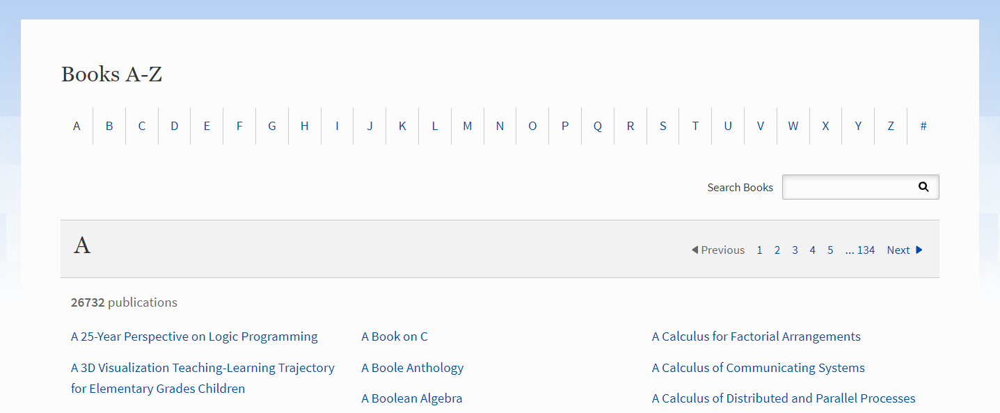 Books A-Z
A B C D E F G H I J K L M N O P Q R S T U V W X Y Z #
Search Books
A
Previous 1 2 3 4 5 ... 134 Next
26732 publications
A 25-Year Perspective on Logic Programming
A 3D Visualization Teaching-Learning Trajectory
for Elementary Grades Children
A Book on C
A Boole Anthology
A Boolean Algebra
A Calculus for Factorial Arrangements
A Calculus of Communicating Systems
A Calculus of Distributed and Parallel Processes